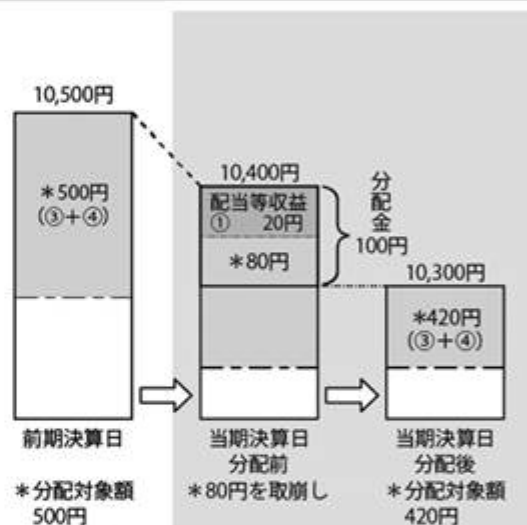 10,500円
*500円
(③+④)
前期決算日
*分配対象額
500円
10,400円
配当等収益
① 20円
*80円
分配金
100円
当期決算日
分配前
*80円を取崩し
10,300円
*420円
(③+④)
当期決算日
分配後
*分配対象額
420円